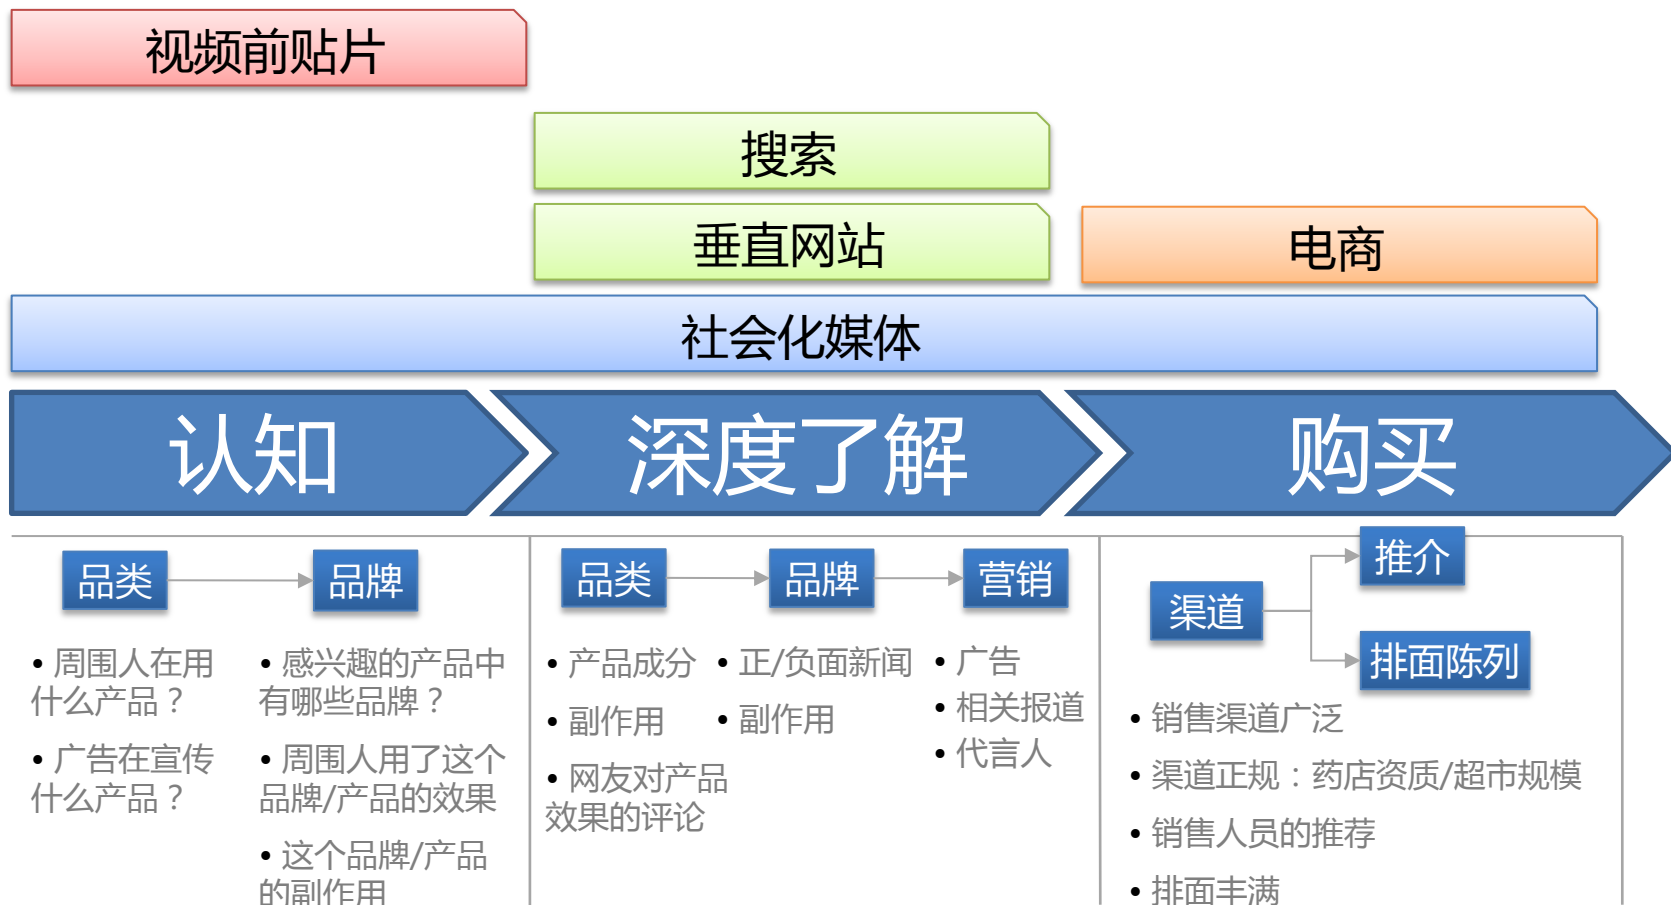 视频前贴片
搜索
垂直网站
电商
社会化媒体
认知
深度了解
购买
品类
品牌
• 周围人在用
什么产品？
• 广告在宣传
什么产品？
• 感兴趣的产品中
有哪些品牌？
• 周围人用了这个
品牌/产品的效果
• 这个品牌/产品
的副作用
品类
品牌
营销
• 产品成分
• 副作用
• 网友对产品
效果的评论
• 正/负面新闻
• 副作用
• 广告
• 相关报道
• 代言人
渠道
推介
排面陈列
• 销售渠道广泛
• 渠道正规：药店资质/超市规模
• 销售人员的推荐
• 排面丰满